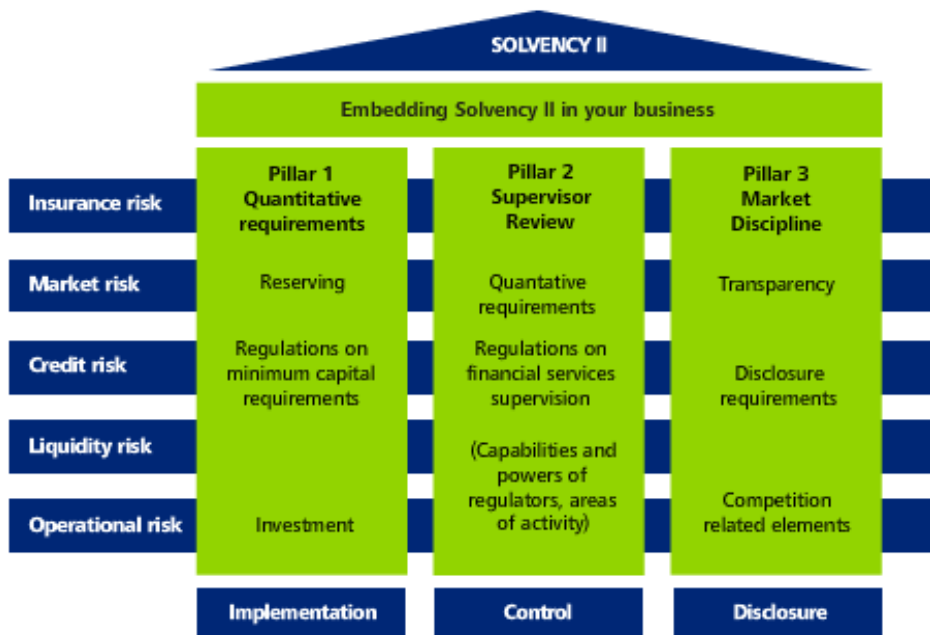 SOLVENCY II
Embedding Solvency II in your business
Insurance risk
Market risk
Credit risk
Liquidity risk
Operational risk
Pillar 1
Quantitative
requirements
Reserving
Regulations on
minimum capital
requirements
Investment
Implementation
Pillar 2
Supervisor
Review
Quantative
requirements
Regulations on
financial services
supervision
(Capabilities and
powers of
regulators, areas
of activity)
Control
Pillar 3
Market
Discipline
Transparency
Disclosure
requirements
Competition
related elements
Disclosure